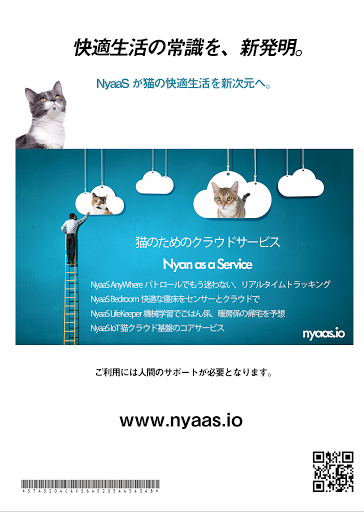 快適生活の常識を、新発明。
NyaaS が猫の快適生活を新次元へ。
猫のためのクラウドサービス
Nyan as a Service
NyaaS AnyWhere パトロールでもう迷わない、リアルタイムトラッキング
NyaaS Bedroom 快適な寝床をセンサーとクラウドで
NyaaS LifeKeeper 機械学習でごはん係、暖房係の帰宅を予想
NyaaS IoT 猫クラウド基盤のコアサービス
nyaas.io
ご利用には人間のサポートが必要となります。
www.nyaas.io